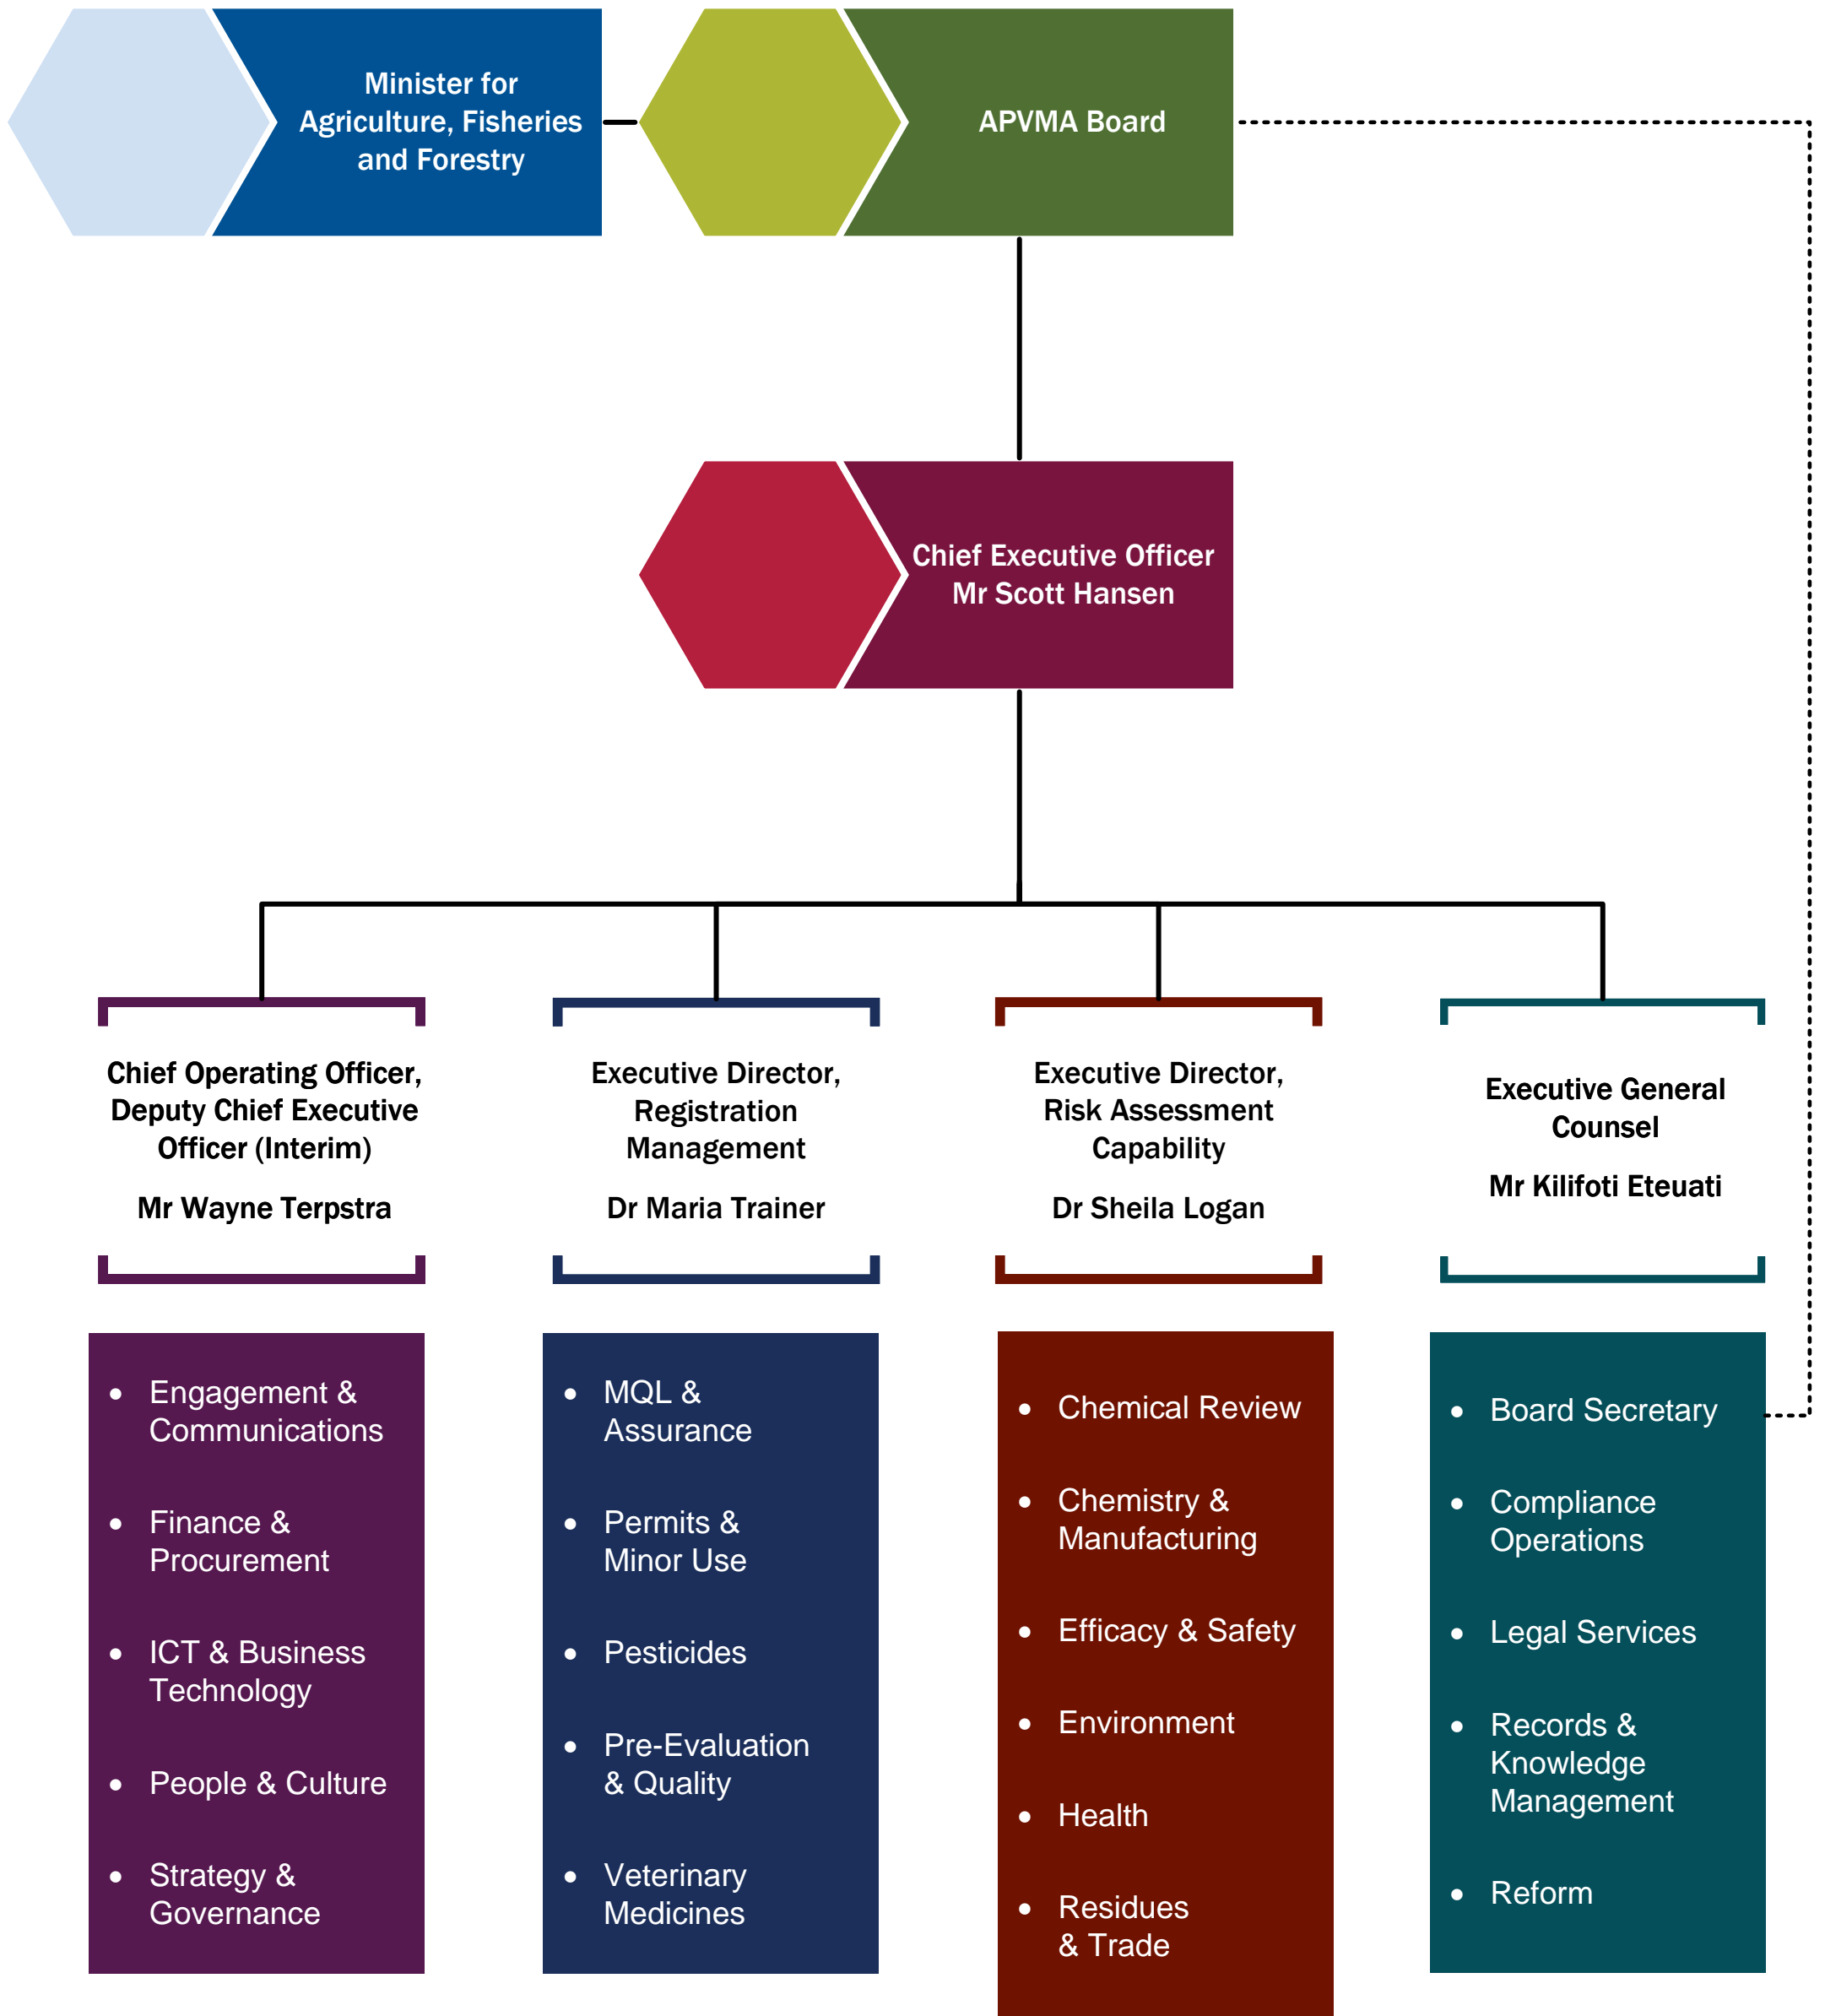 Minister for
Agriculture, Fisheries
and Forestry
APVMA Board
Chief Executive Officer
Mr Scott Hansen
Chief Operating Officer,
Deputy Chief Executive
Officer (Interim)
Mr Wayne Terpstra
Executive Director,
Registration
Management
Dr Maria Trainer
Executive Director,
Risk Assessment
Capability
Dr Sheila Logan
Executive General
Counsel
Mr Kilifoti Eteuati
• Engagement &
Communications
• Finance &
Procurement
• ICT & Business
Technology
• People & Culture
• Strategy &
Governance
• MQL &
Assurance
• Permits &
Minor Use
• Pesticides
• Pre-Evaluation
& Quality
• Veterinary
Medicines
• Chemical Review
• Chemistry &
Manufacturing
• Efficacy & Safety
• Environment
• Health
• Residues
& Trade
• Board Secretary
• Compliance
Operations
• Legal Services
• Records &
Knowledge
Management
• Reform